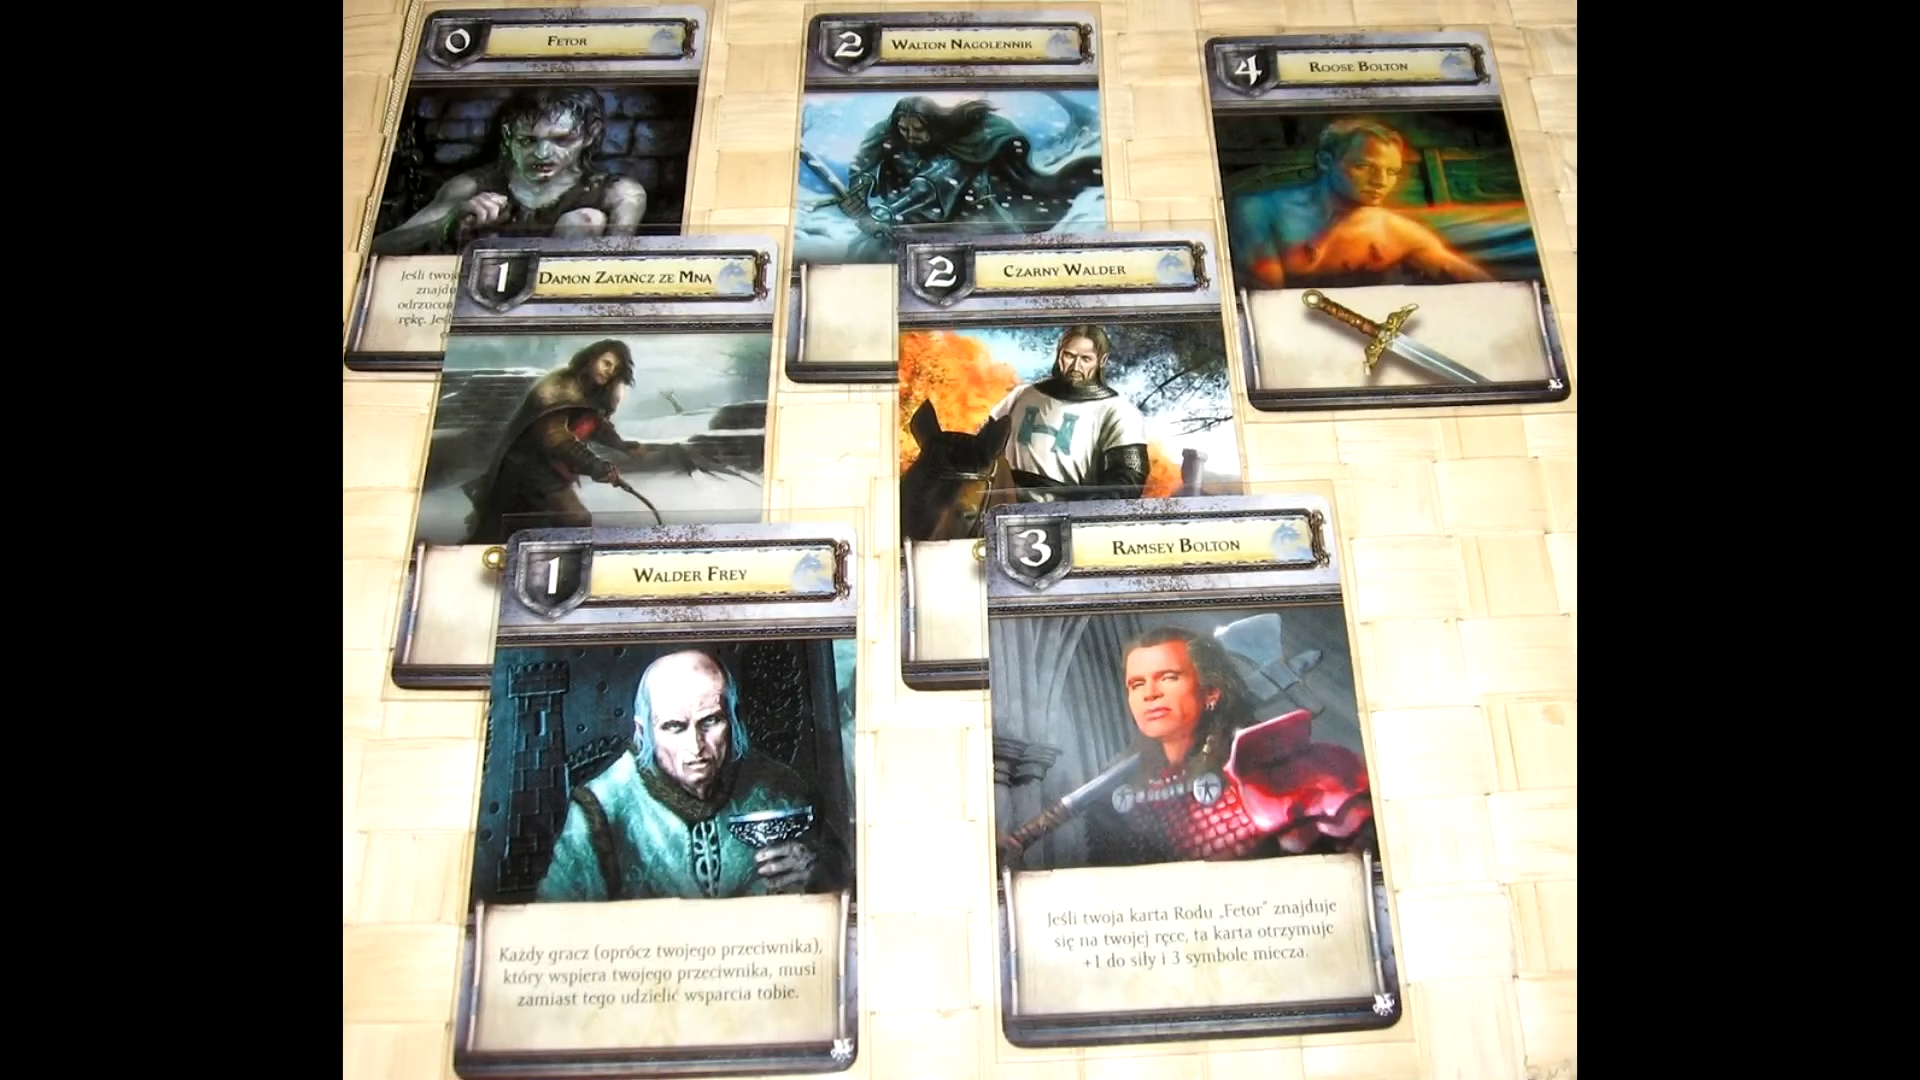 0
FETOR
Jeśli
znajdu
odrzucon
rękę. Jeśl
2
WALTON NAGOLENNIK
4
ROOSE BOLTON
1
DAMON ZATAŃCZ ZE MNĄ
2
CZARNY WALDER
1
WALDER FREY
Każdy gracz (oprócz twojego przeciwnika),
który wspiera twojego przeciwnika, musi
zamiast tego udzielić wsparcia tobie.
3
RAMSEY BOLTON
Jeśli twoja karta Rodu „Fetor” znajduje
się na twojej ręce, ta karta otrzymuje
+1 do siły i 3 symbole miecza.
H